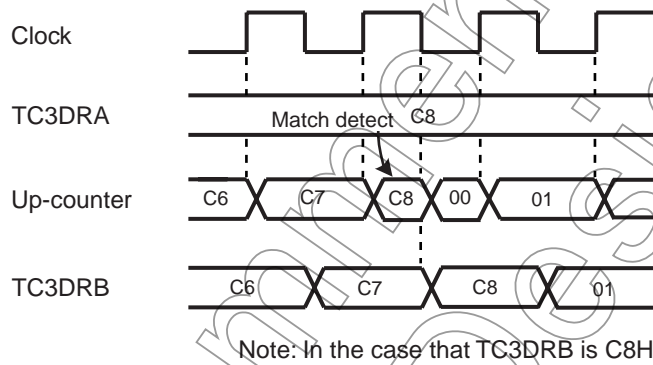 Clock
TC3DRA
Match detect
C8
Up-counter
C6 C7 C8 00 01
TC3DRB
C6 C7 C8 01
Note: In the case that TC3DRB is C8H